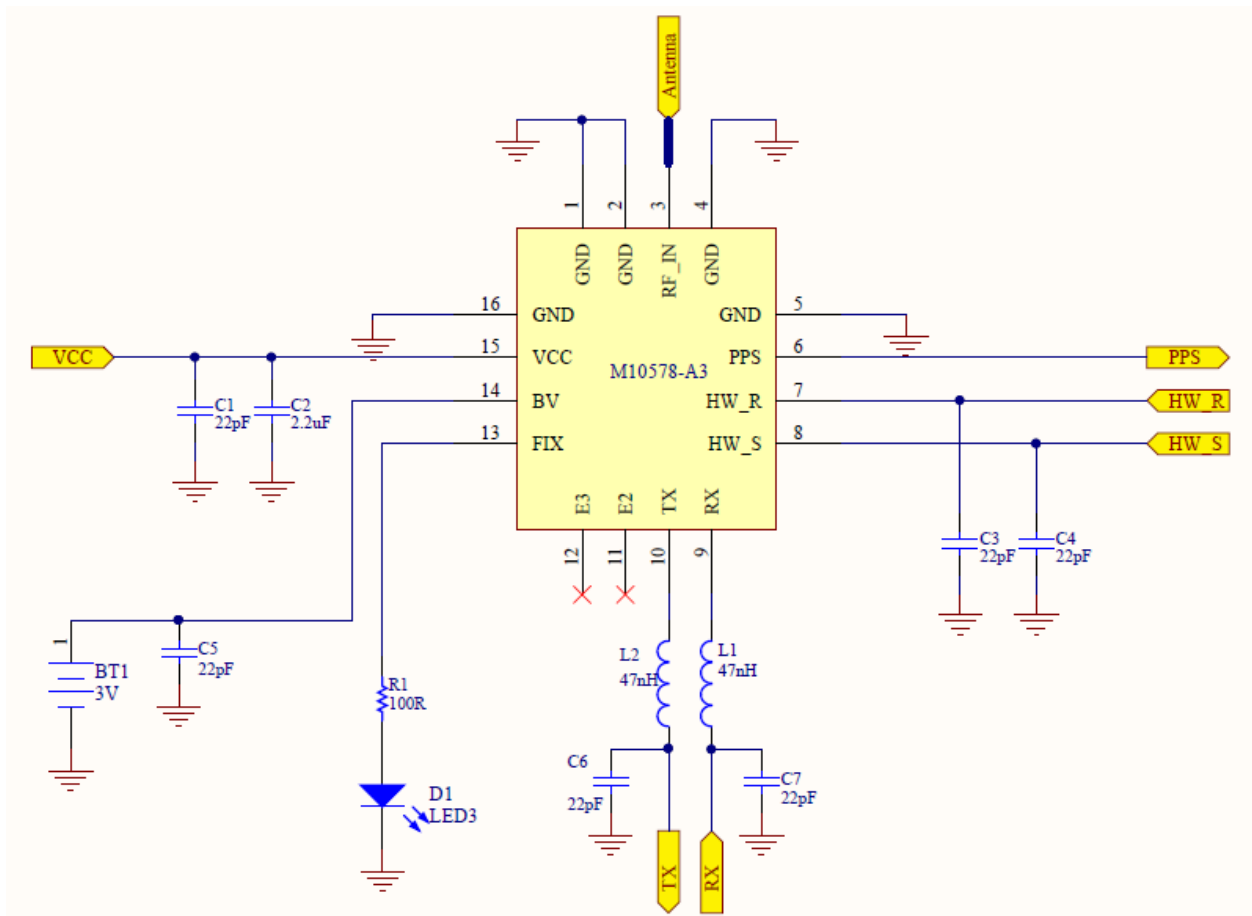 Antenna
1
2
3
4
GND
GND
RF_IN
GND
16
GND
GND
5
VCC
15
VCC
PPS
6
PPS
M10578-A3
C1
22pF
C2
2.2uF
14
BV
HW_R
7
HW_R
13
FIX
HW_S
8
HW_S
E3
E2
TX
RX
12
11
10
9
C3
22pF
C4
22pF
1
BT1
3V
C5
22pF
L2
47nH
L1
47nH
R1
100R
C6
22pF
C7
22pF
D1
LED3
TX
RX